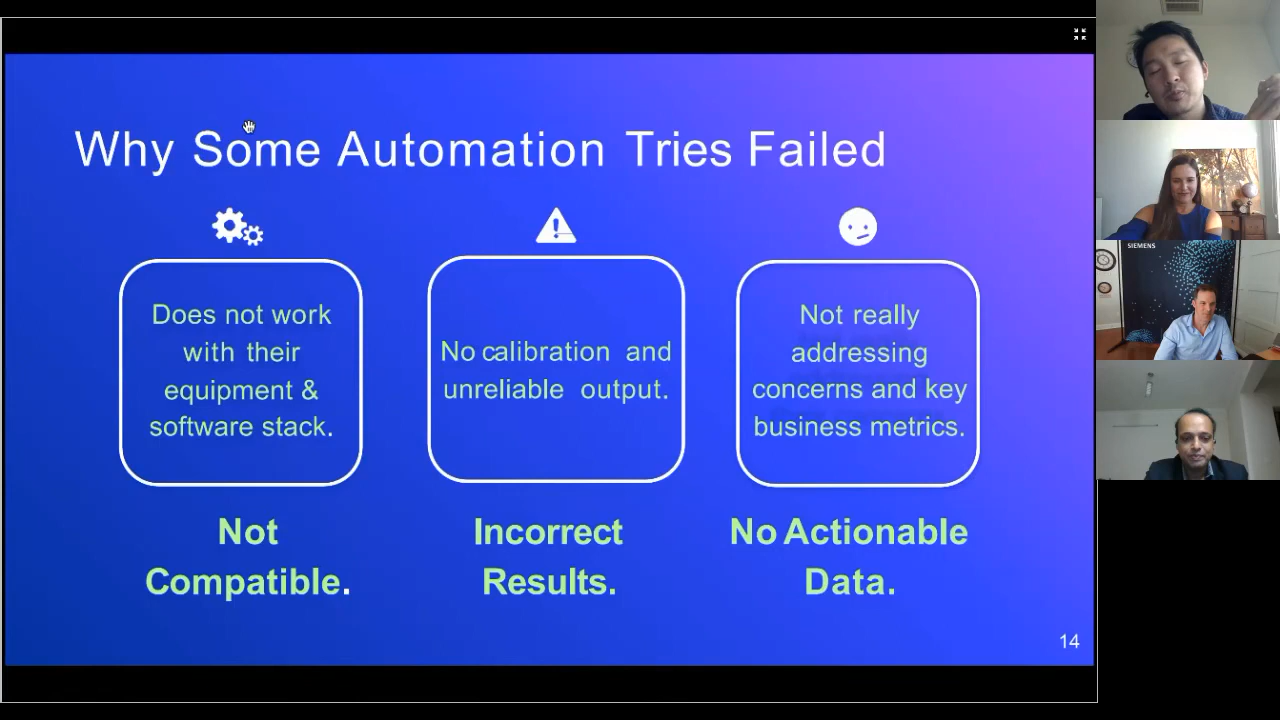 Why Some Automation Tries Failed
Does not work
with their
equipment &
software stack.
No calibration and
unreliable output.
Not really
addressing
concerns and key
business metrics.
Not
Compatible.
Incorrect
Results.
No Actionable
Data.
14
SIEMENS